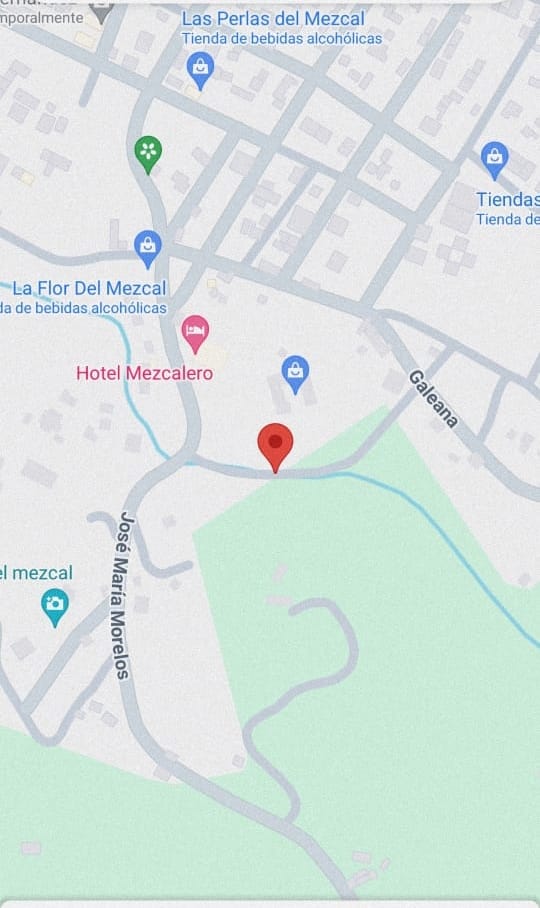 mporalmente
Las Perlas del Mezcal
Tienda de bebidas alcohólicas
Tiendas
Tienda de
La Flor Del Mezcal
da de bebidas alcohólicas
Hotel Mezcalero
Galeana
José María Morelos
el mezcal